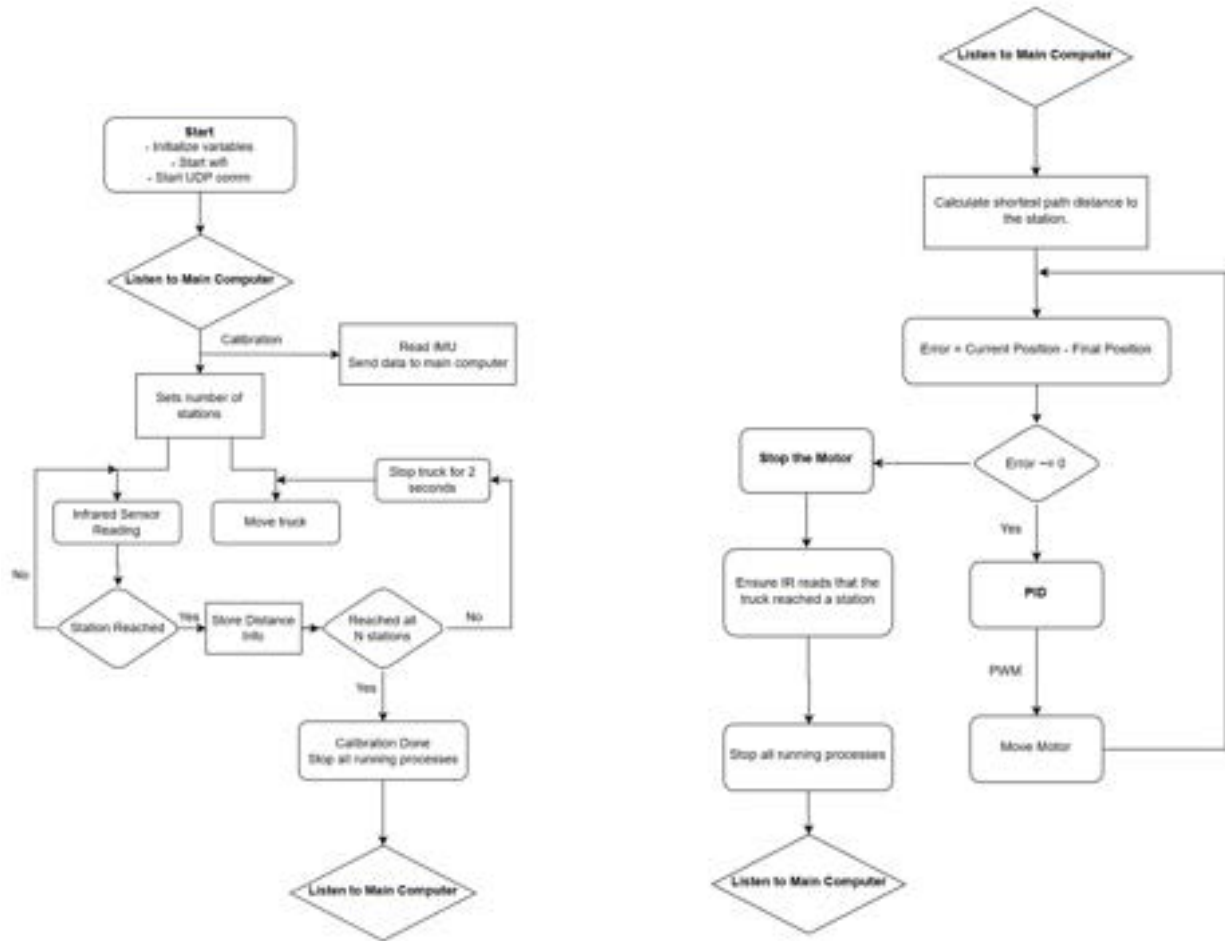 Start
- Initialize variables
- Start wifi
- Start UDP comm
Listen to Main Computer
Calibration
Read IMU
Send data to main computer
Sets number of
stations
Stop truck for 2
seconds
Infrared Sensor
Reading
Move truck
No
Station Reached
Yes
Store Distance
Info
Reached all
N stations
No
Yes
Calibration Done
Stop all running processes
Listen to Main Computer
Listen to Main Computer
Calculate shortest path distance to
the station.
Error = Current Position - Final Position
Stop the Motor
Error ~= 0
Yes
Ensure IR reads that the
truck reached a station
PID
PWM
Stop all running processes
Move Motor
Listen to Main Computer